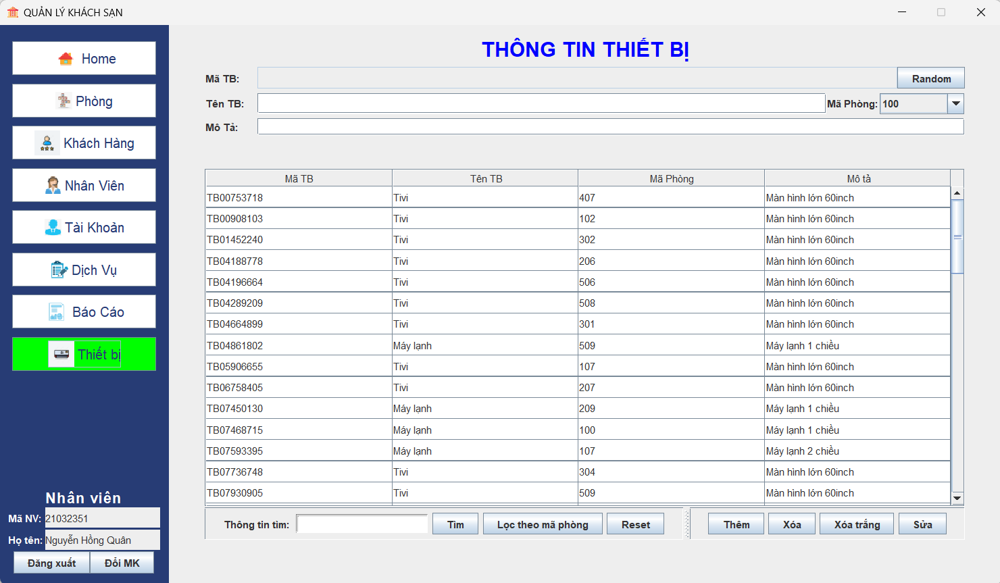 QUẢN LÝ KHÁCH SẠN
Home
Phòng
Khách Hàng
Nhân Viên
Tài Khoản
Dịch Vụ
Báo Cáo
Thiết bị
Nhân viên
Mã NV: 21032351
Họ tên: Nguyễn Hồng Quân
Đăng xuất Đổi MK
THÔNG TIN THIẾT BỊ
Mã TB: Random
Tên TB: Mã Phòng: 100
Mô Tả:
Mã TB Tên TB Mã Phòng Mô tả
TB00753718 Tivi 407 Màn hình lớn 60inch
TB00908103 Tivi 102 Màn hình lớn 60inch
TB01452240 Tivi 302 Màn hình lớn 60inch
TB04188778 Tivi 206 Màn hình lớn 60inch
TB04196664 Tivi 506 Màn hình lớn 60inch
TB04289209 Tivi 508 Màn hình lớn 60inch
TB04664899 Tivi 301 Màn hình lớn 60inch
TB04861802 Máy lạnh 509 Máy lạnh 1 chiều
TB05906655 Tivi 107 Màn hình lớn 60inch
TB06758405 Tivi 207 Màn hình lớn 60inch
TB07450130 Máy lạnh 209 Máy lạnh 1 chiều
TB07468715 Máy lạnh 100 Máy lạnh 1 chiều
TB07593395 Máy lạnh 107 Máy lạnh 2 chiều
TB07736748 Tivi 304 Màn hình lớn 60inch
TB07930905 Tivi 509 Màn hình lớn 60inch
Thông tin tìm: Tìm Lọc theo mã phòng Reset Thêm Xóa Xóa trắng Sửa